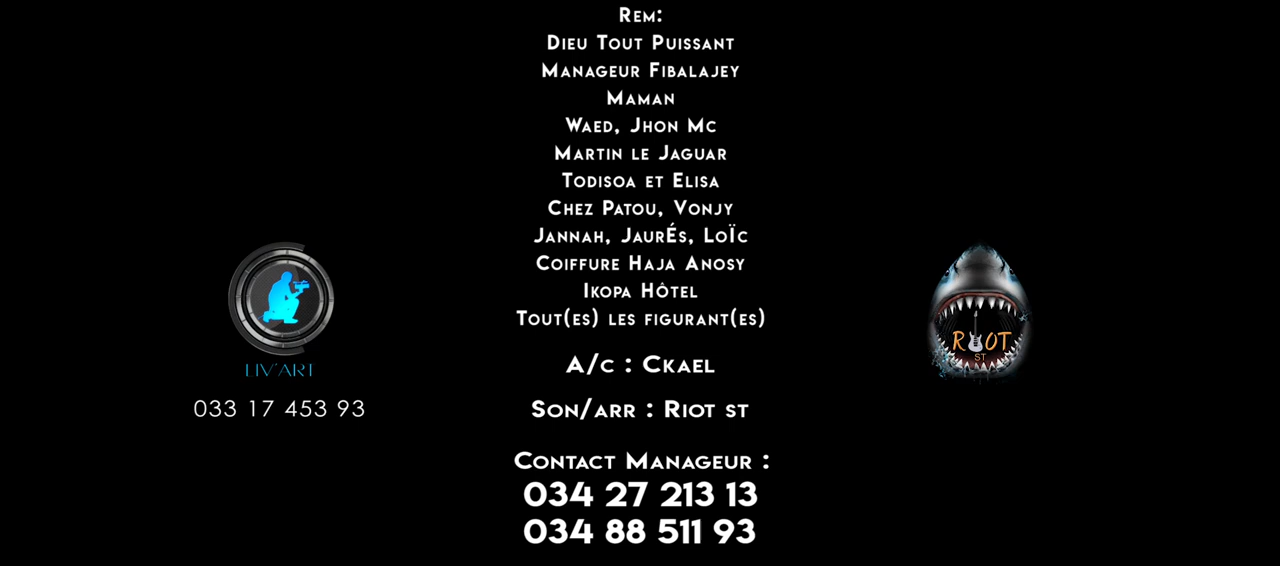 Rem:
Dieu Tout Puissant
Manageur Fibalajey
Maman
Waed, Jhon Mc
Martin le Jaguar
Todisoa et Elisa
Chez Patou, Vonjy
Jannah, JaurÉs, LoÏc
Coiffure Haja Anosy
Ikopa Hôtel
Tout(es) les figurant(es)
A/c : Ckael
Son/arr : Riot st
Contact Manageur :
034 27 213 13
034 88 511 93
LIV'ART
033 17 453 93
RIOT
ST